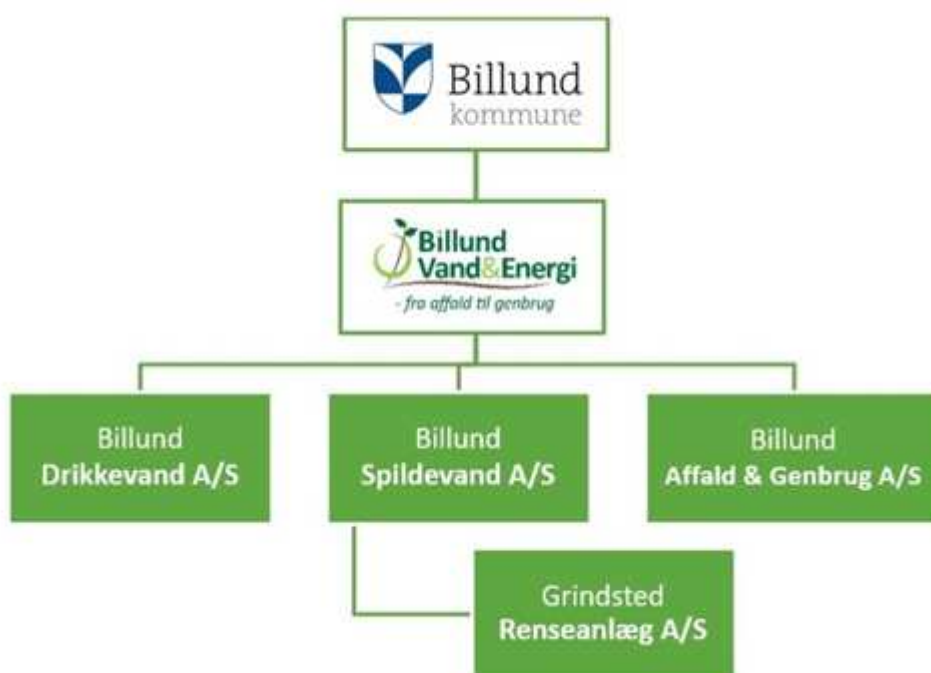 Billund
kommune
Billund
Vand&Energi
- fra affald til genbrug
Billund
Drikkevand A/S
Billund
Spildevand A/S
Billund
Affald & Genbrug A/S
Grindsted
Renseanlæg A/S